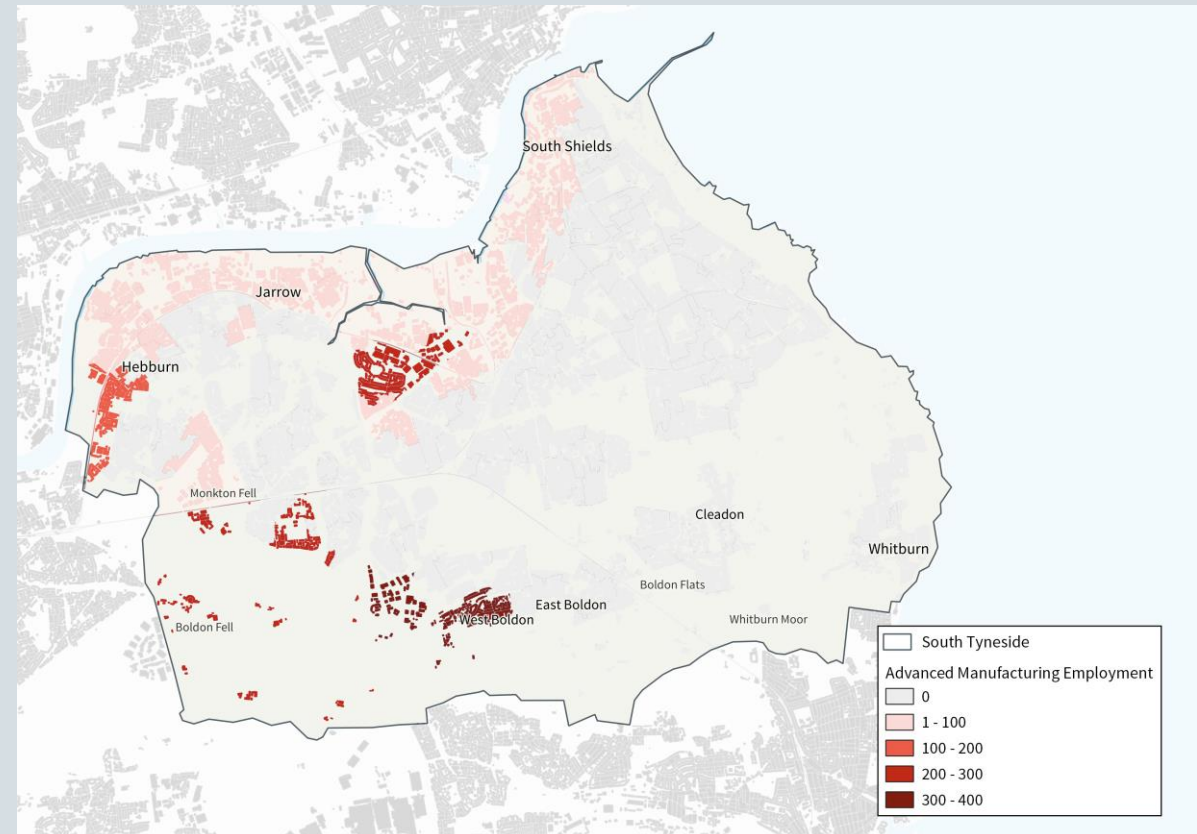 South Shields
Jarrow
Hebburn
Monkton Fell
Cleadon
Whitburn
Boldon Flats
East Boldon
West Boldon
Whitburn Moor
Boldon Fell
South Tyneside
Advanced Manufacturing Employment
0
1 - 100
100 - 200
200 - 300
300 - 400